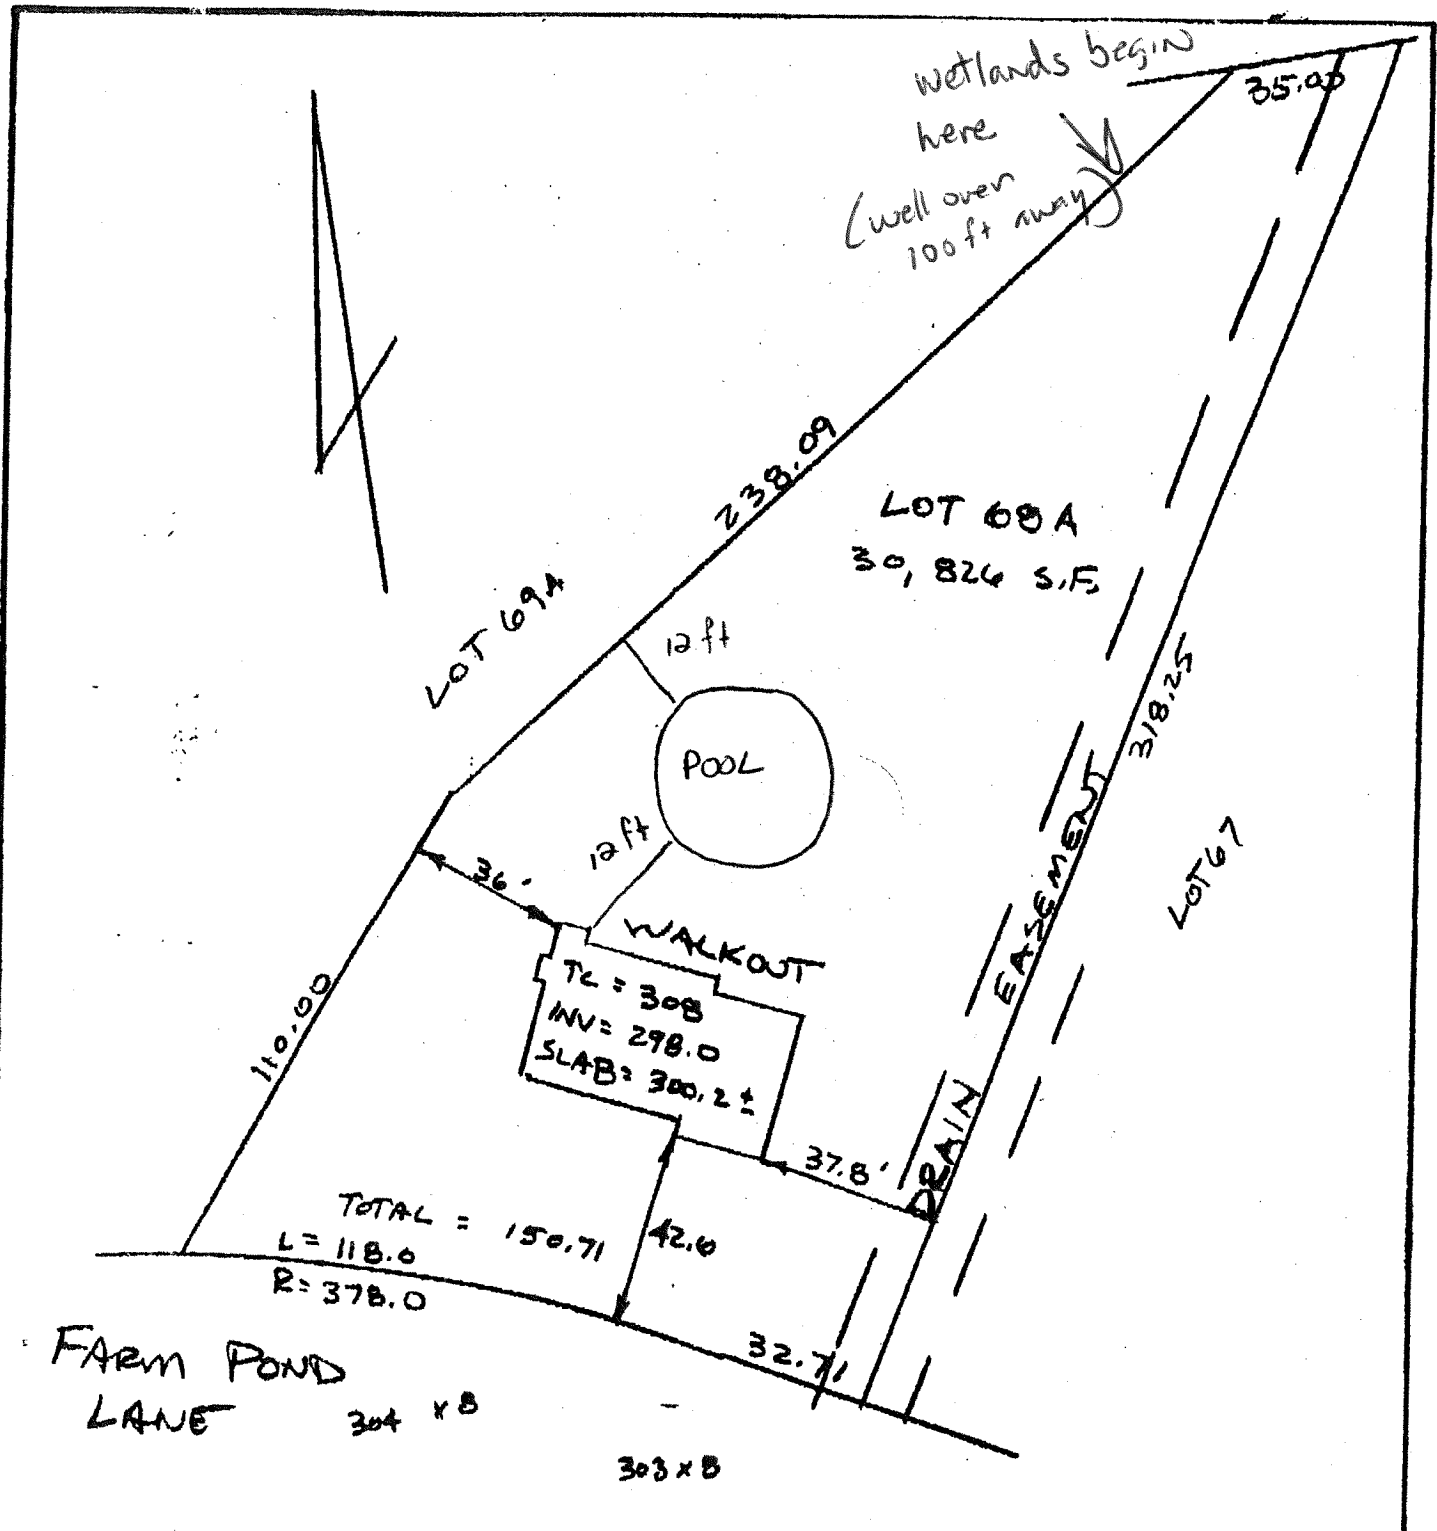 wetlands begin
here
(well over
100 ft away)
35.00
238.09
LOT 68A
30,826 S.F.
LOT 69A
12 ft
POOL
318.25
12 ft
36'
EASEMENT
LOT 67
WALKOUT
TC = 308
INV = 298.0
SLAB = 300.2 ±
110.00
DRAIN
37.8'
TOTAL = 150.71
L = 118.0
R = 378.0
42.0
32.71
FARM POND
LANE
304 x 8
303 x 8